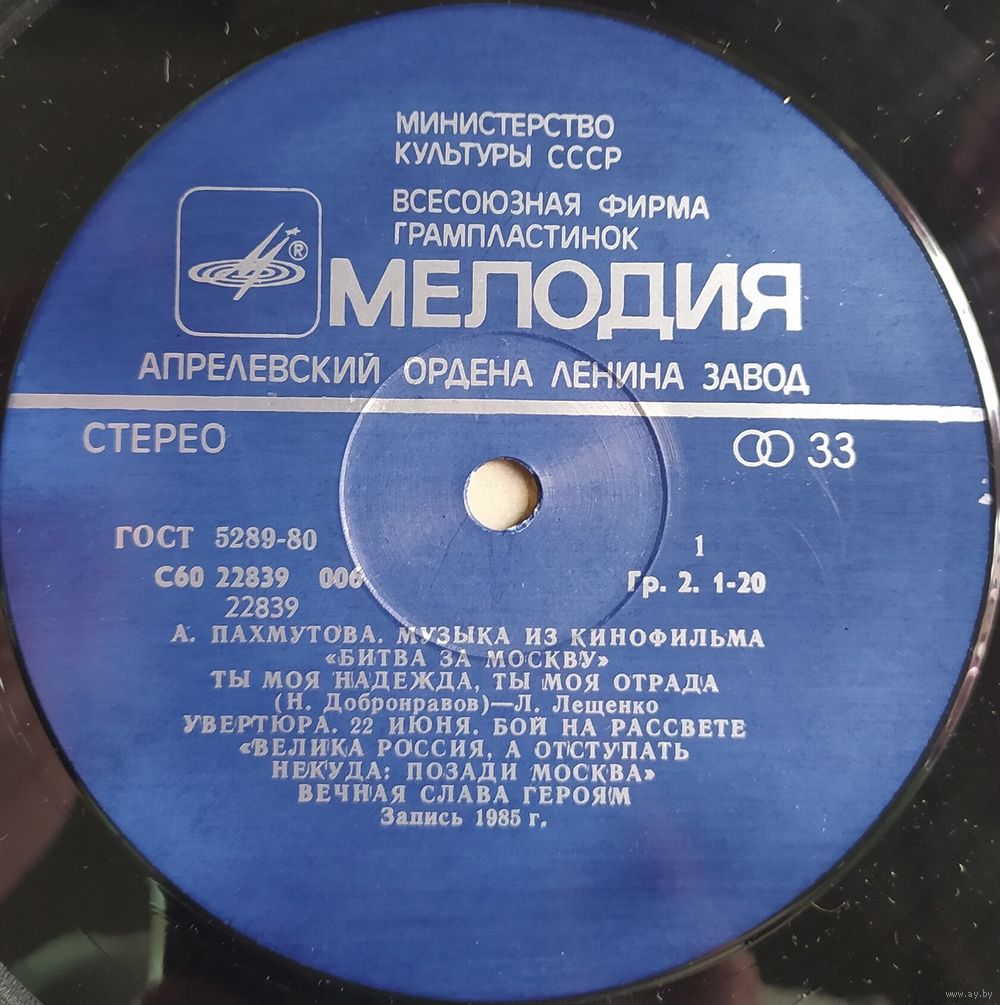 МИНИСТЕРСТВО
КУЛЬТУРЫ СССР
ВСЕСОЮЗНАЯ ФИРМА
ГРАМПЛАСТИНОК
®
МЕЛОДИЯ
АПРЕЛЕВСКИЙ ОРДЕНА ЛЕНИНА ЗАВОД
СТЕРЕО 33
ГОСТ 5289-80 1
С60 22839 006 Гр. 2. 1-20
22839
А. ПАХМУТОВА. МУЗЫКА ИЗ КИНОФИЛЬМА
«БИТВА ЗА МОСКВУ»
ТЫ МОЯ НАДЕЖДА, ТЫ МОЯ ОТРАДА
(Н. Добронравов)—Л. Лещенко
УВЕРТЮРА. 22 ИЮНЯ. БОЙ НА РАССВЕТЕ
«ВЕЛИКА РОССИЯ, А ОТСТУПАТЬ
НЕКУДА: ПОЗАДИ МОСКВА»
ВЕЧНАЯ СЛАВА ГЕРОЯМ
Запись 1985 г.
www.ay.by